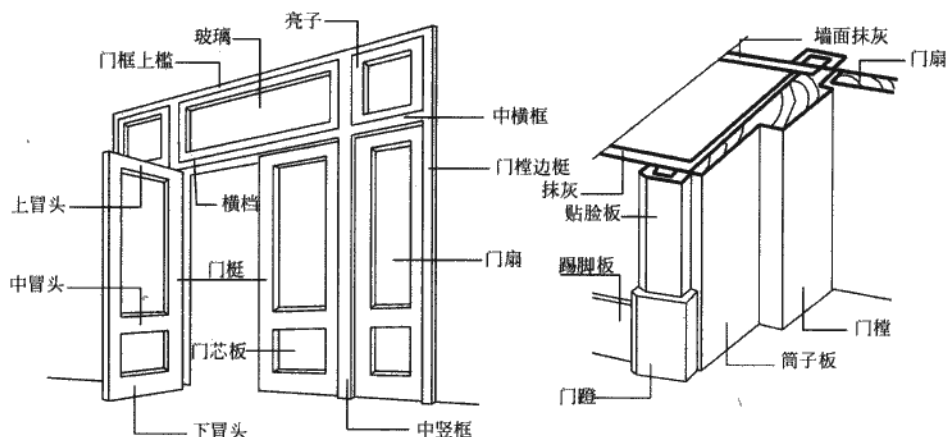 亮子
玻璃
门框上槛
中横框
门樘边梃
上冒头
横档
门梃
门扇
中冒头
门芯板
下冒头
中竖框
墙面抹灰
门扇
抹灰
贴脸板
踢脚板
门樘
筒子板
门蹬